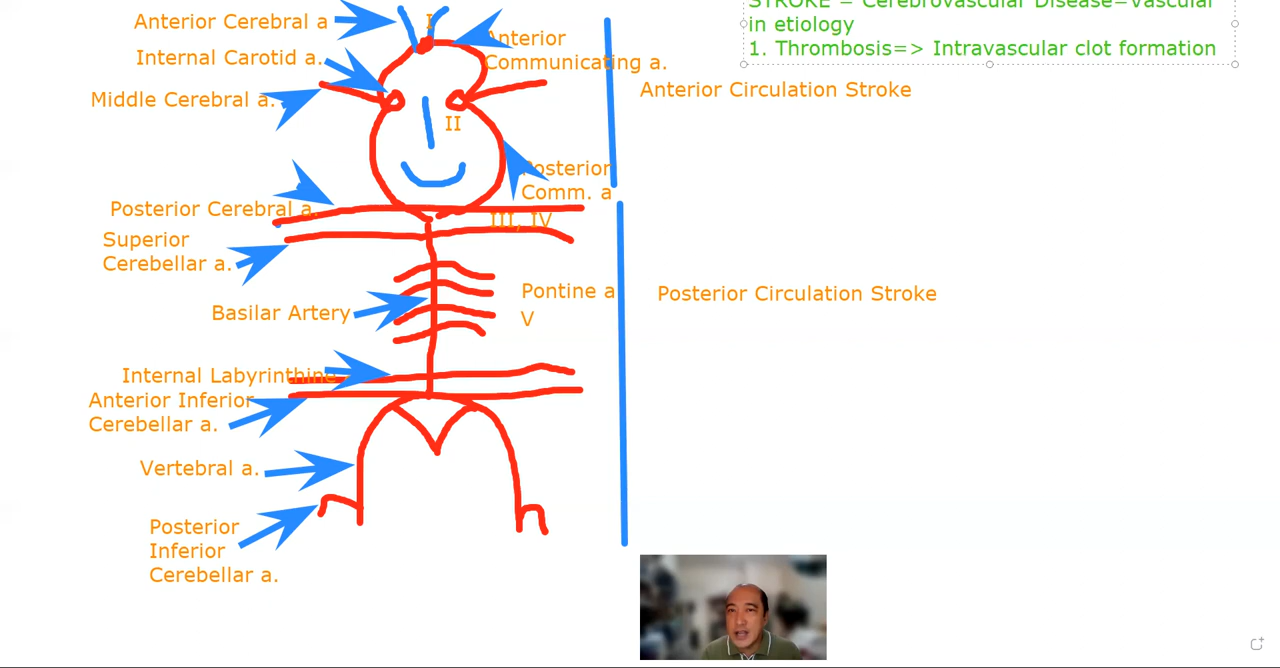 Anterior Cerebral a
I
Anterior
Communicating a.
Internal Carotid a.
Middle Cerebral a.
II
Posterior
Comm. a
III, IV
Posterior Cerebral a.
Superior
Cerebellar a.
Pontine a
V
Basilar Artery
Internal Labyrinthine
Anterior Inferior
Cerebellar a.
Vertebral a.
Posterior
Inferior
Cerebellar a.
STROKE = Cerebrovascular Disease=Vascular
in etiology
1. Thrombosis=> Intravascular clot formation
Anterior Circulation Stroke
Posterior Circulation Stroke